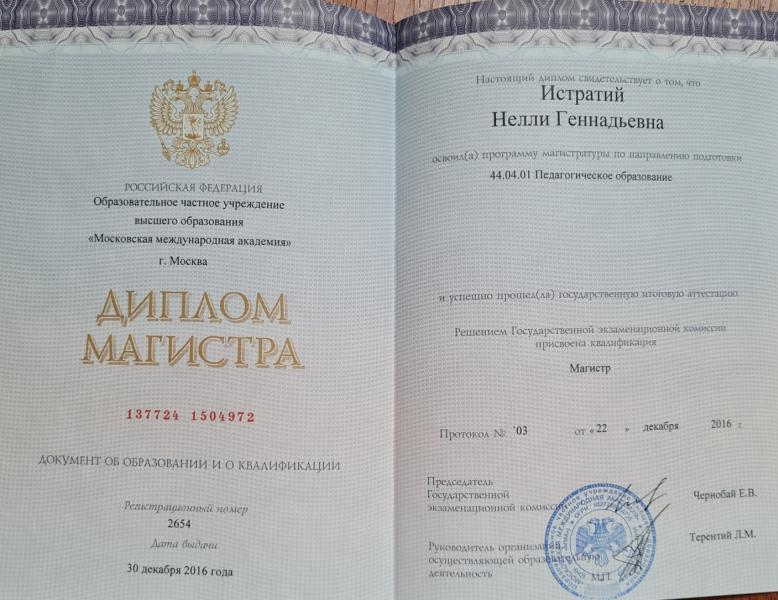 РОССИЙСКАЯ ФЕДЕРАЦИЯ
Образовательное частное учреждение
высшего образования
«Московская международная академия»
г. Москва
ДИПЛОМ
МАГИСТРА
137724 1504972
ДОКУМЕНТ ОБ ОБРАЗОВАНИИ И О КВАЛИФИКАЦИИ
Регистрационный номер
2654
Дата выдачи
30 декабря 2016 года
Настоящий диплом свидетельствует о том, что
Истратий
Нелли Геннадьевна
освоил(а) программу магистратуры по направлению подготовки
44.04.01 Педагогическое образование
и успешно прошел(ла) государственную итоговую аттестацию
Решением Государственной экзаменационной комиссии
присвоена квалификация
Магистр
Протокол № `03 от « 22 » декабря 2016 г.
Председатель
Государственной
экзаменационной комиссии
Чернобай Е.В.
Руководитель организации,
осуществляющей образовательную
деятельность
Терентий Л.М.
М.П.